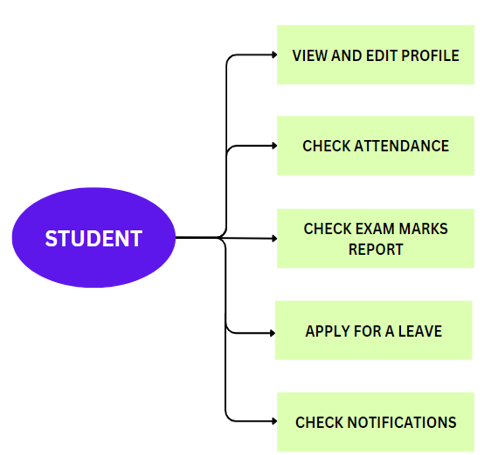 VIEW AND EDIT PROFILE
CHECK ATTENDANCE
STUDENT
CHECK EXAM MARKS
REPORT
APPLY FOR A LEAVE
CHECK NOTIFICATIONS